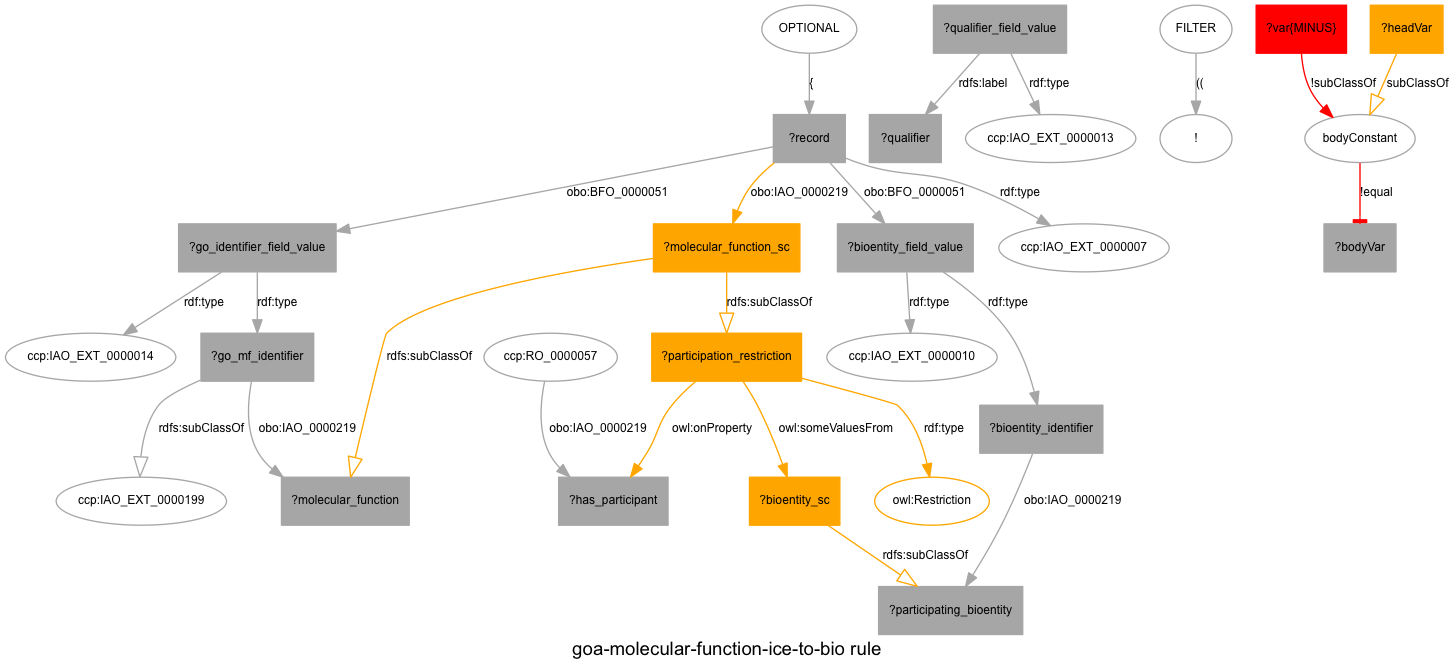 OPTIONAL
?qualifier_field_value
FILTER
?var{MINUS}
?headVar
{
rdfs:label
rdf:type
((
!subClassOf
subClassOf
?record
?qualifier
ccp:IAO_EXT_0000013
!
bodyConstant
obo:BFO_0000051
obo:IAO_0000219
obo:BFO_0000051
rdf:type
!equal
?go_identifier_field_value
?molecular_function_sc
?bioentity_field_value
ccp:IAO_EXT_0000007
?bodyVar
rdf:type
rdf:type
rdfs:subClassOf
rdf:type
rdf:type
ccp:IAO_EXT_0000014
?go_mf_identifier
rdfs:subClassOf
ccp:RO_0000057
?participation_restriction
ccp:IAO_EXT_0000010
rdfs:subClassOf
obo:IAO_0000219
obo:IAO_0000219
owl:onProperty
owl:someValuesFrom
rdf:type
?bioentity_identifier
ccp:IAO_EXT_0000199
?molecular_function
?has_participant
?bioentity_sc
owl:Restriction
obo:IAO_0000219
rdfs:subClassOf
?participating_bioentity
goa-molecular-function-ice-to-bio rule